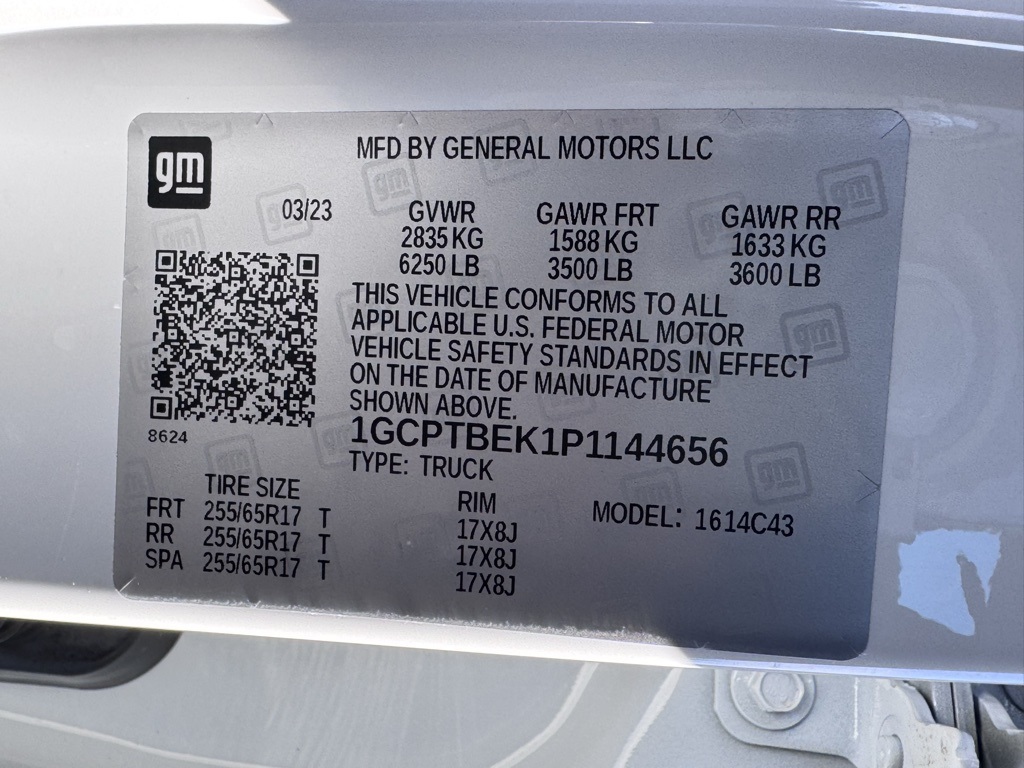 gm
MFD BY GENERAL MOTORS LLC
03/23 GVWR GAWR FRT GAWR RR
2835 KG 1588 KG 1633 KG
6250 LB 3500 LB 3600 LB
THIS VEHICLE CONFORMS TO ALL
APPLICABLE U.S. FEDERAL MOTOR
VEHICLE SAFETY STANDARDS IN EFFECT
ON THE DATE OF MANUFACTURE
SHOWN ABOVE.
8624
1GCPTBEK1P1144656
TYPE: TRUCK
TIRE SIZE RIM MODEL: 1614C43
FRT 255/65R17 T 17X8J
RR 255/65R17 T 17X8J
SPA 255/65R17 T 17X8J